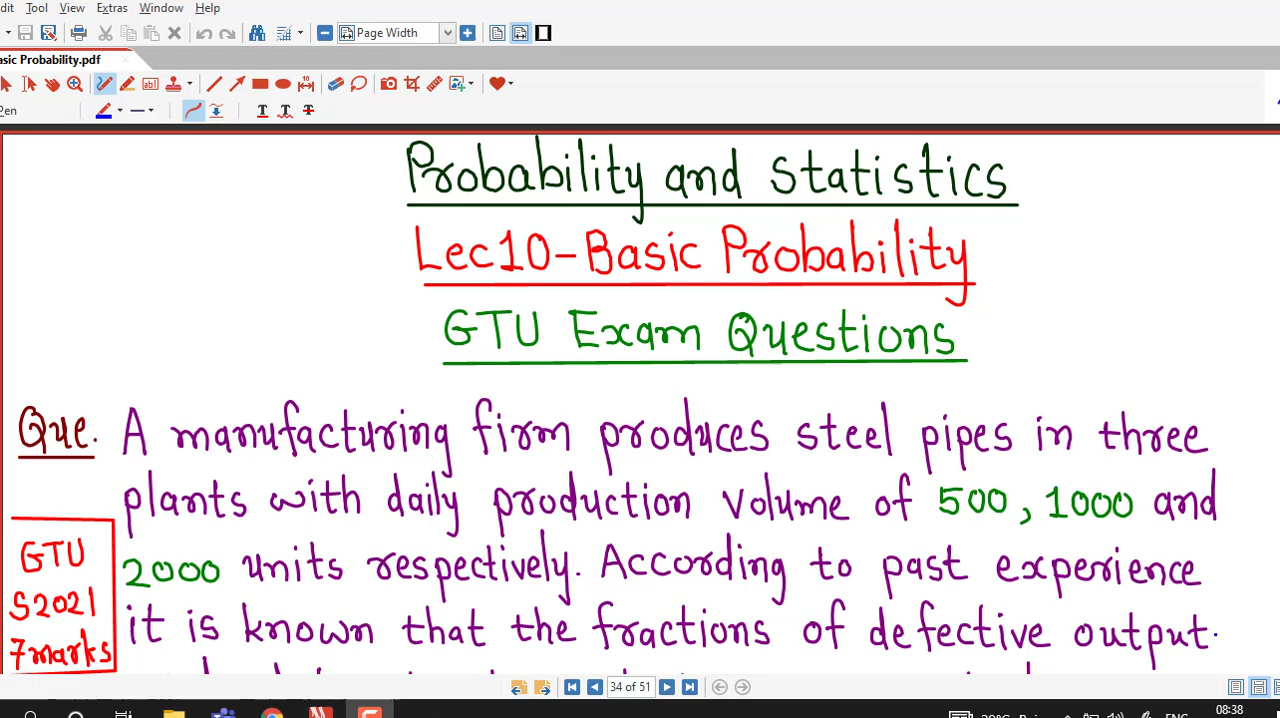 dit Tool View Extras Window Help
Page Width
asic Probability.pdf
Pen
Probability and Statistics
Lec10-Basic Probability
GTU Exam Questions
Que. A manufacturing firm produces steel pipes in three
plants with daily production volume of 500, 1000 and
2000 units respectively. According to past experience
it is known that the fractions of defective output
GTU
S2021
7marks
34 of 51
ENG
08:38